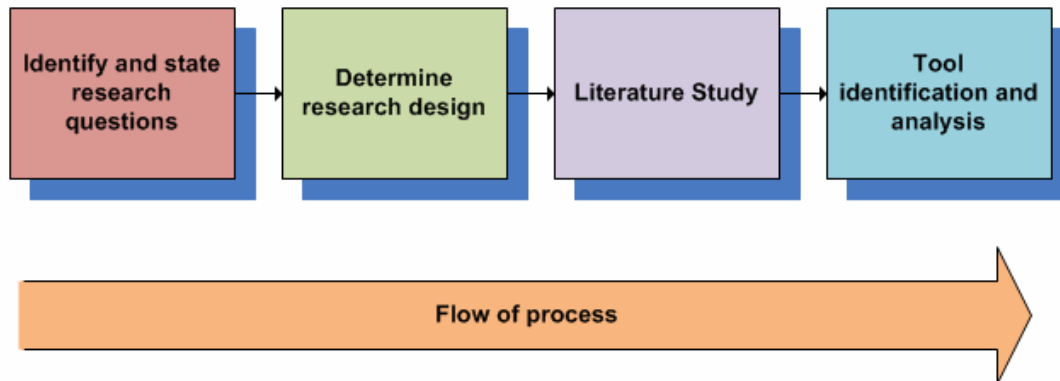 Identify and state
research
questions
Determine
research design
Literature Study
Tool
identification and
analysis
Flow of process